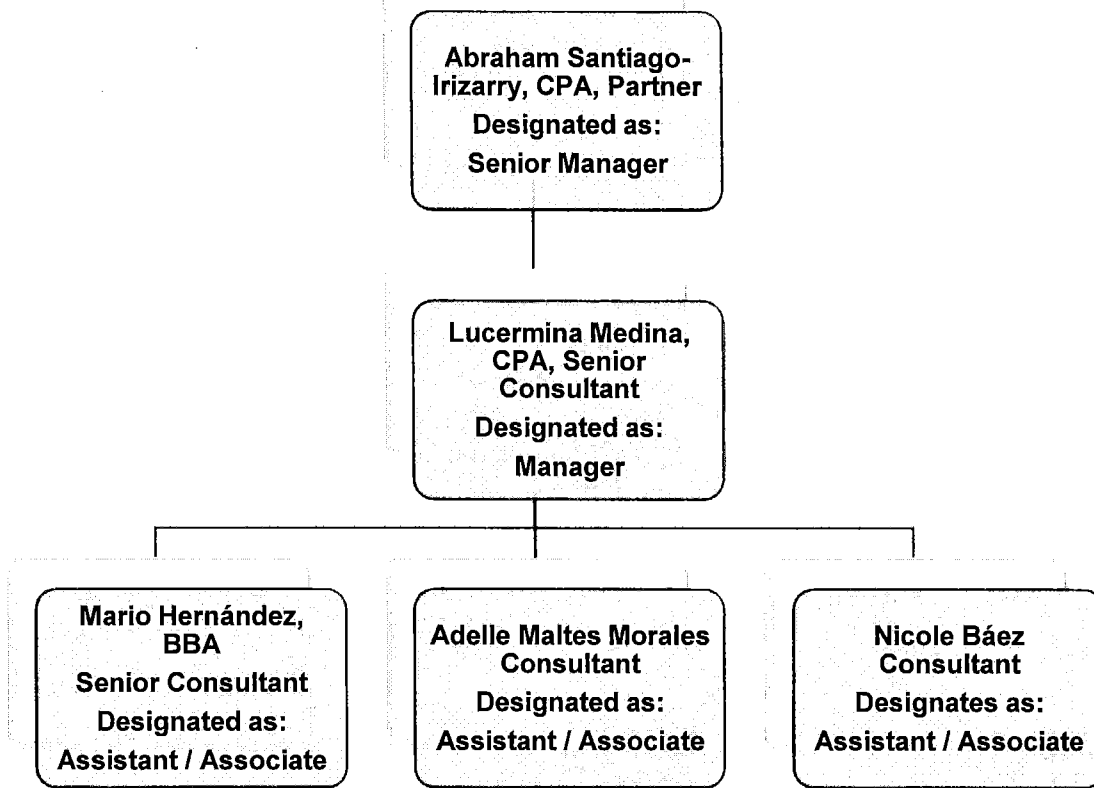 Abraham Santiago-
Irizarry, CPA, Partner
Designated as:
Senior Manager
Lucermina Medina,
CPA, Senior
Consultant
Designated as:
Manager
Mario Hernández,
BBA
Senior Consultant
Designated as:
Assistant / Associate
Adelle Maltes Morales
Consultant
Designated as:
Assistant / Associate
Nicole Báez
Consultant
Designates as:
Assistant / Associate